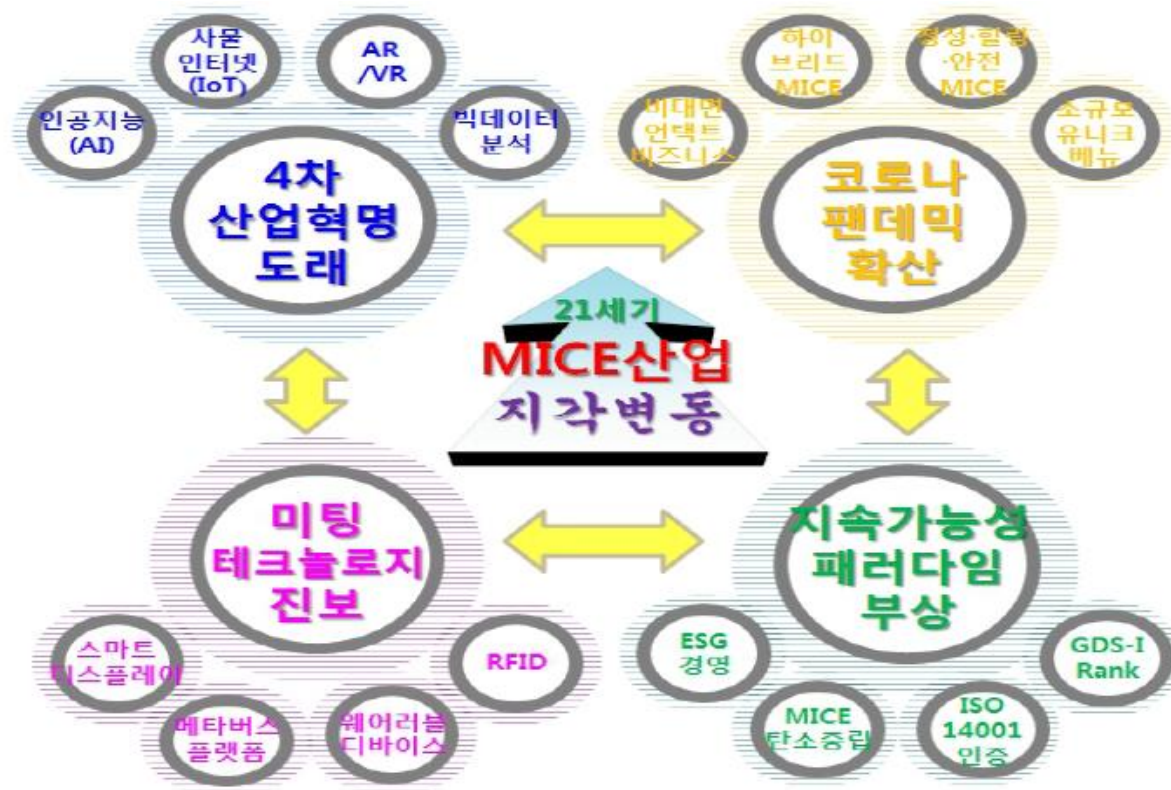 사물
인터넷
(IoT)
AR
/VR
인공지능
(AI)
빅데이터
분석
4차
산업혁명
도래
하이
브리드
MICE
청정·힐링
·안전
MICE
비대면
언택트
비즈니스
소규모
유니크
베뉴
코로나
팬데믹
확산
21세기
MICE산업
지각변동
미팅
테크놀로지
진보
스마트
디스플레이
메타버스
플랫폼
웨어러블
디바이스
RFID
지속가능성
패러다임
부상
ESG
경영
MICE
탄소중립
ISO
14001
인증
GDS-I
Rank